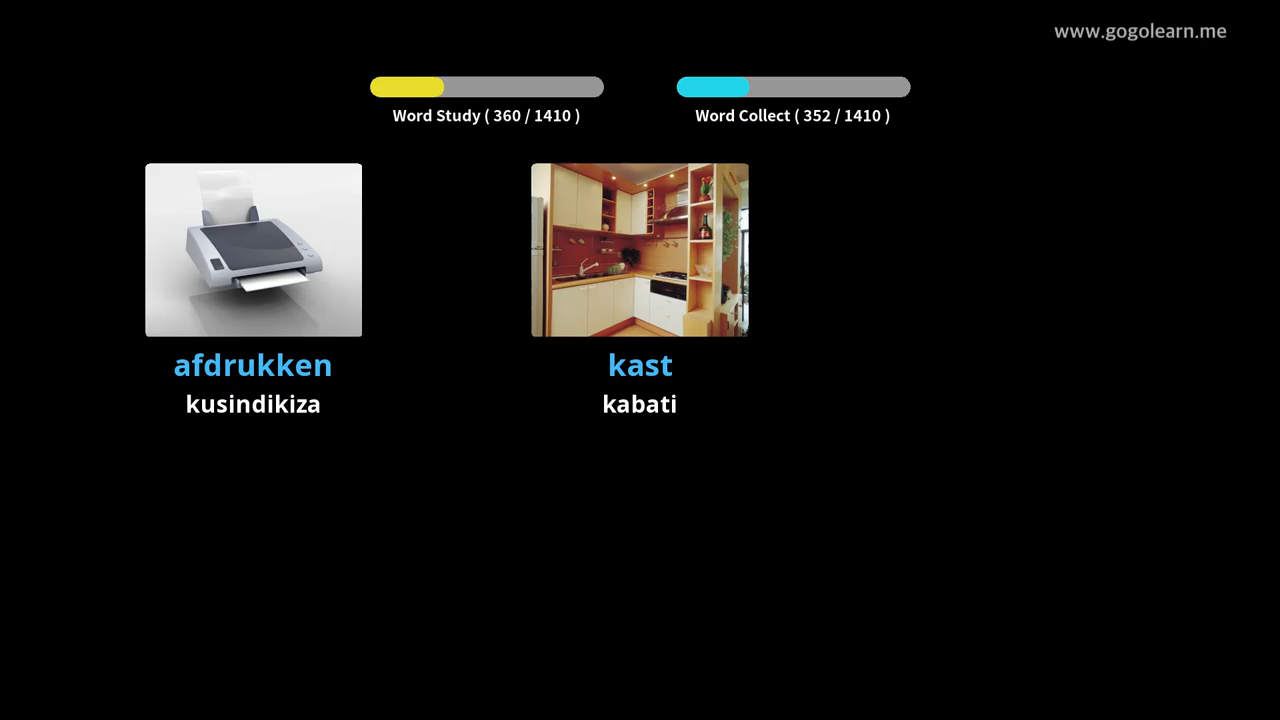 www.gogolearn.me
Word Study ( 360 / 1410 )
Word Collect ( 352 / 1410 )
afdrukken
kusindikiza
kast
kabati